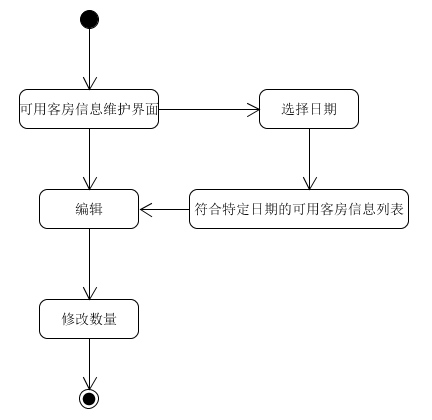 可用客房信息维护界面
选择日期
编辑
符合特定日期的可用客房信息列表
修改数量